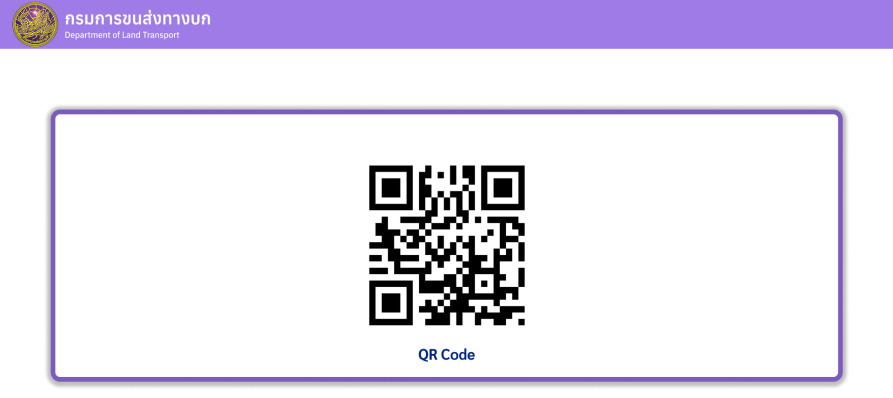 กรมการขนส่งทางบก
Department of Land Transport
QR Code